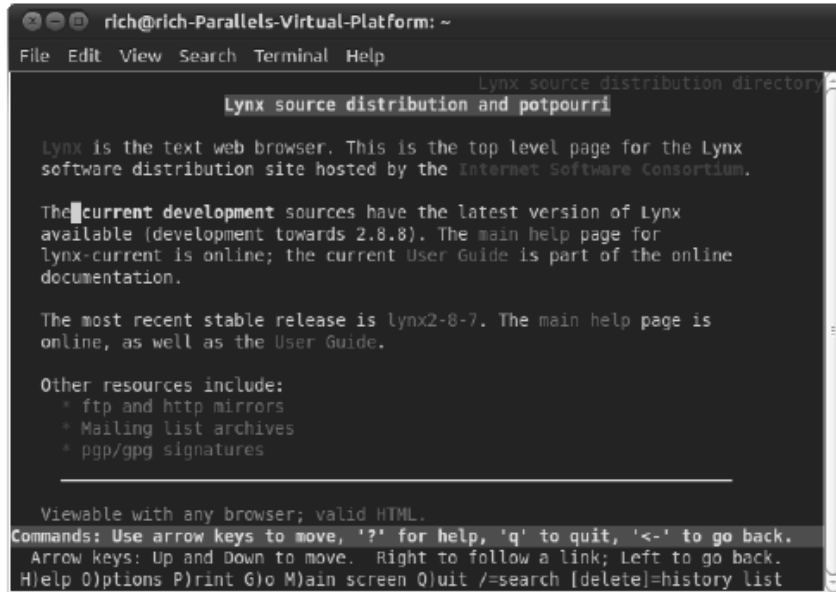 rich@rich-Parallels-Virtual-Platform: ~
File Edit View Search Terminal Help
Lynx source distribution directory
Lynx source distribution and potpourri
Lynx is the text web browser. This is the top level page for the Lynx
software distribution site hosted by the Internet Software Consortium.
The current development sources have the latest version of Lynx
available (development towards 2.8.8). The main help page for
lynx-current is online; the current User Guide is part of the online
documentation.
The most recent stable release is lynx2-8-7. The main help page is
online, as well as the User Guide.
Other resources include:
* ftp and http mirrors
* Mailing list archives
* pgp/gpg signatures
Viewable with any browser; valid HTML.
Commands: Use arrow keys to move, '?' for help, 'q' to quit, '<-' to go back.
Arrow keys: Up and Down to move. Right to follow a link; Left to go back.
H)elp O)ptions P)rint G)o M)ain screen Q)uit /=search [delete]=history list